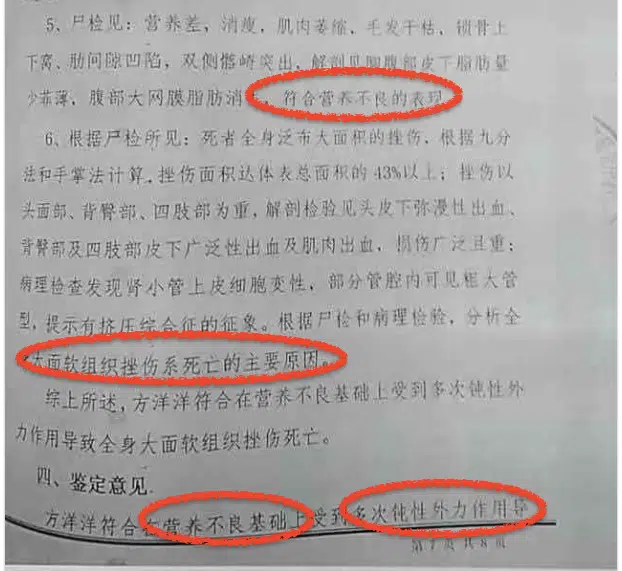 5、尸检见：营养差，消瘦，肌肉萎缩，毛发干枯，锁骨上
下窝、肋间隙凹陷，双侧髂嵴突出，解剖见胸腹部皮下脂肪量
少菲薄，腹部大网膜脂肪消，符合营养不良的表现
6、根据尸检所见：死者全身泛布大面积的挫伤，根据九分
法和手掌法计算，挫伤面积达体表总面积的43%以上；挫伤以
头面部、背臀部、四肢部为重，解剖检验见头皮下弥漫性出血、
背臀部及四肢部皮下广泛性出血及肌肉出血，损伤广泛且重；
病理检查发现肾小管上皮细胞变性，部分管腔内可见粗大管
型，提示有挤压综合征的征象。根据尸检和病理检验，分析全
大面软组织挫伤系死亡的主要原因。
综上所述，方洋洋符合在营养不良基础上受到多次钝性外
力作用导致全身大面软组织挫伤死亡。
四、鉴定意见
方洋洋符合在营养不良基础上受到多次钝性外力作用导
第7页共8页